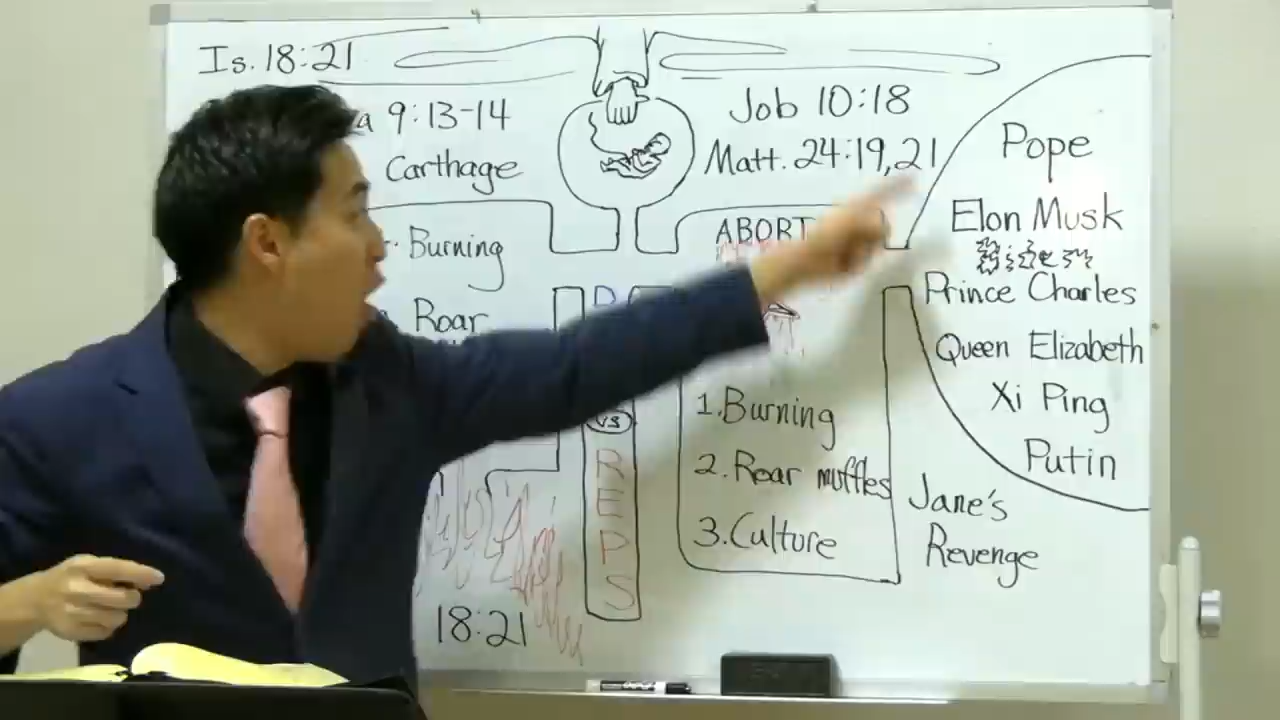 Is. 18:21
9:13-14
Carthage
Burning
Roar
18:21
VS
REPS
Job 10:18
Matt. 24:19,21
ABORT
1. Burning
2. Roar muffles
3. Culture
Pope
Elon Musk
Prince Charles
Queen Elizabeth
Xi Ping
Putin
Jane's
Revenge